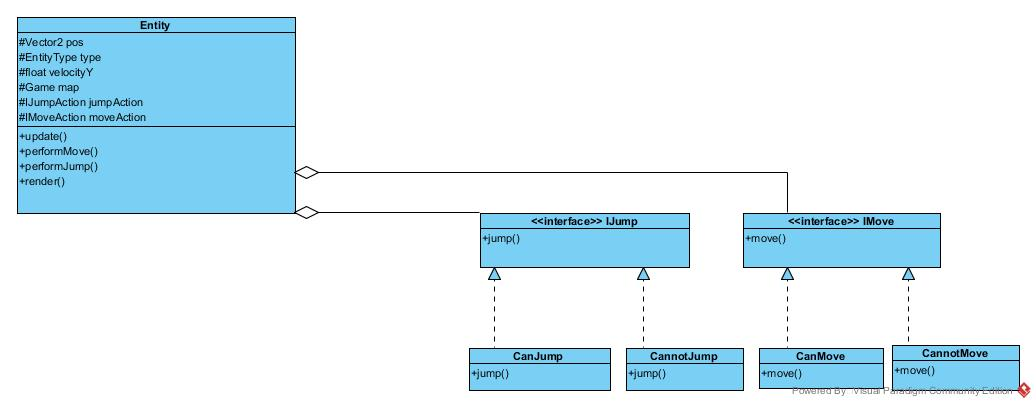 Entity
#Vector2 pos
#EntityType type
#float velocityY
#Game map
#IJumpAction jumpAction
#IMoveAction moveAction
+update()
+performMove()
+performJump()
+render()
<<interface>> IJump
+jump()
<<interface>> IMove
+move()
CanJump
+jump()
CannotJump
+jump()
CanMove
+move()
CannotMove
+move()
Powered By: Visual Paradigm Community Edition